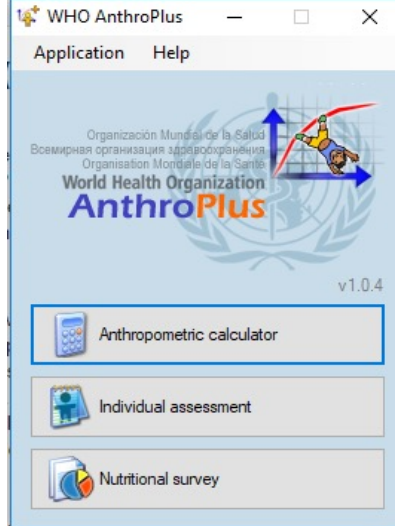 WHO AnthroPlus
Application Help
Organización Mundial de la Salud
Всемирная организация здравоохранения
Organisation Mondiale de la Santé
World Health Organization
AnthroPlus
v1.0.4
Anthropometric calculator
Individual assessment
Nutritional survey